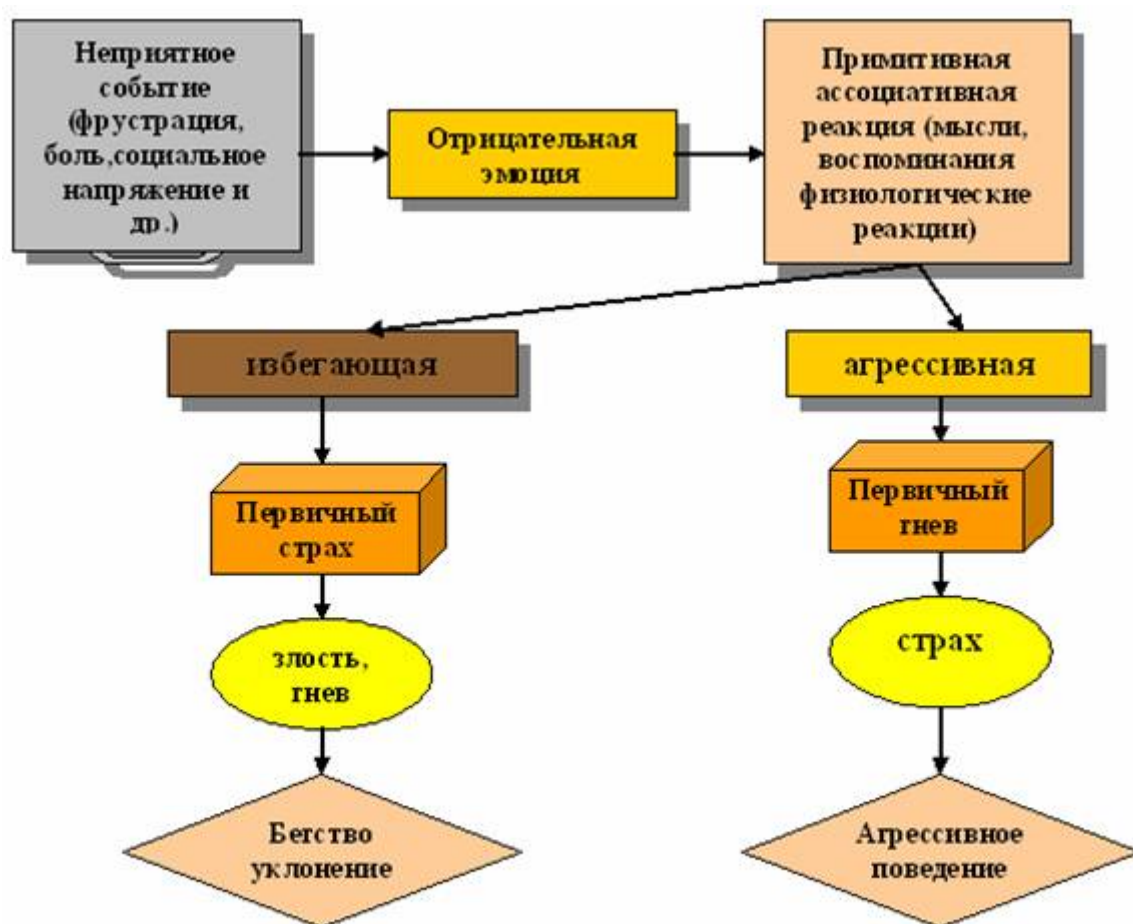 Неприятное
событие
(фрустрация,
боль,социальное
напряжение и
др.)
Отрицательная
эмоция
Примитивная
ассоциативная
реакция (мысли,
воспоминания
физиологические
реакции)
избегающая
агрессивная
Первичный
страх
Первичный
гнев
злость,
гнев
страх
Бегство
уклонение
Агрессивное
поведение